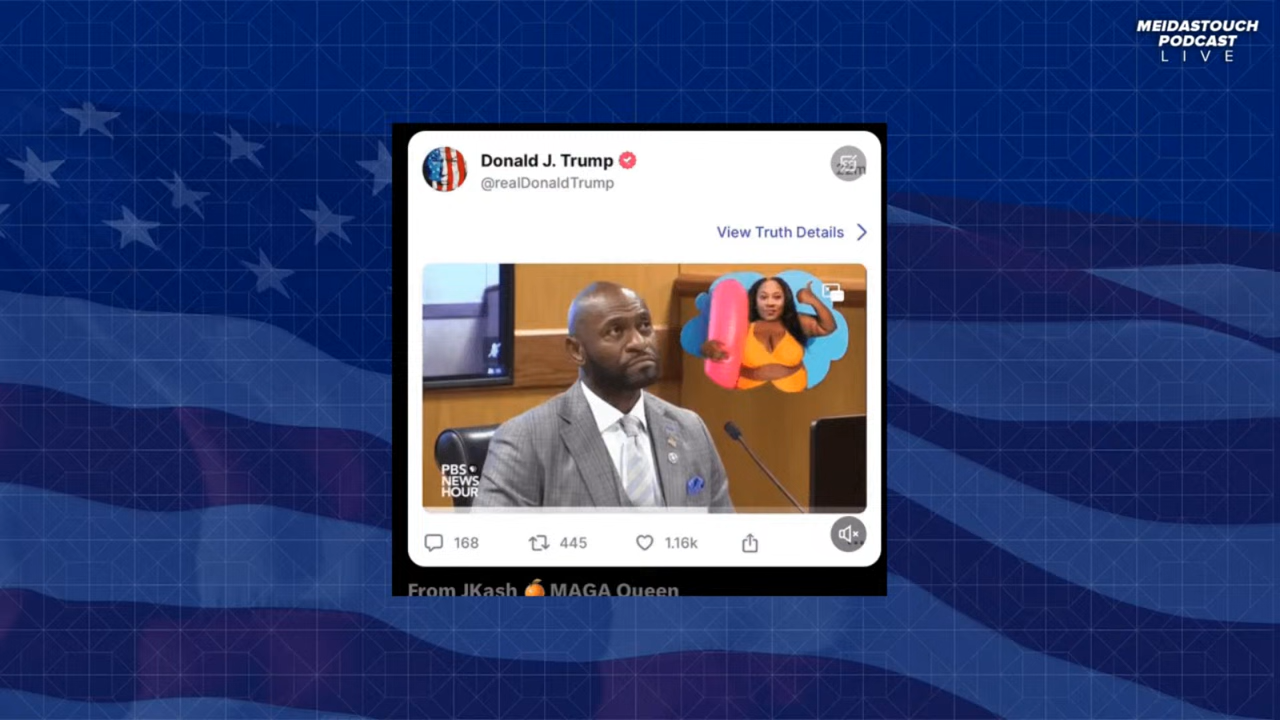 MEIDASTOUCH
PODCAST
LIVE
Donald J. Trump
@realDonaldTrump
View Truth Details
PBS
NEWS
HOUR
168
445
1.16k
From JKash 🍊 MAGA Queen